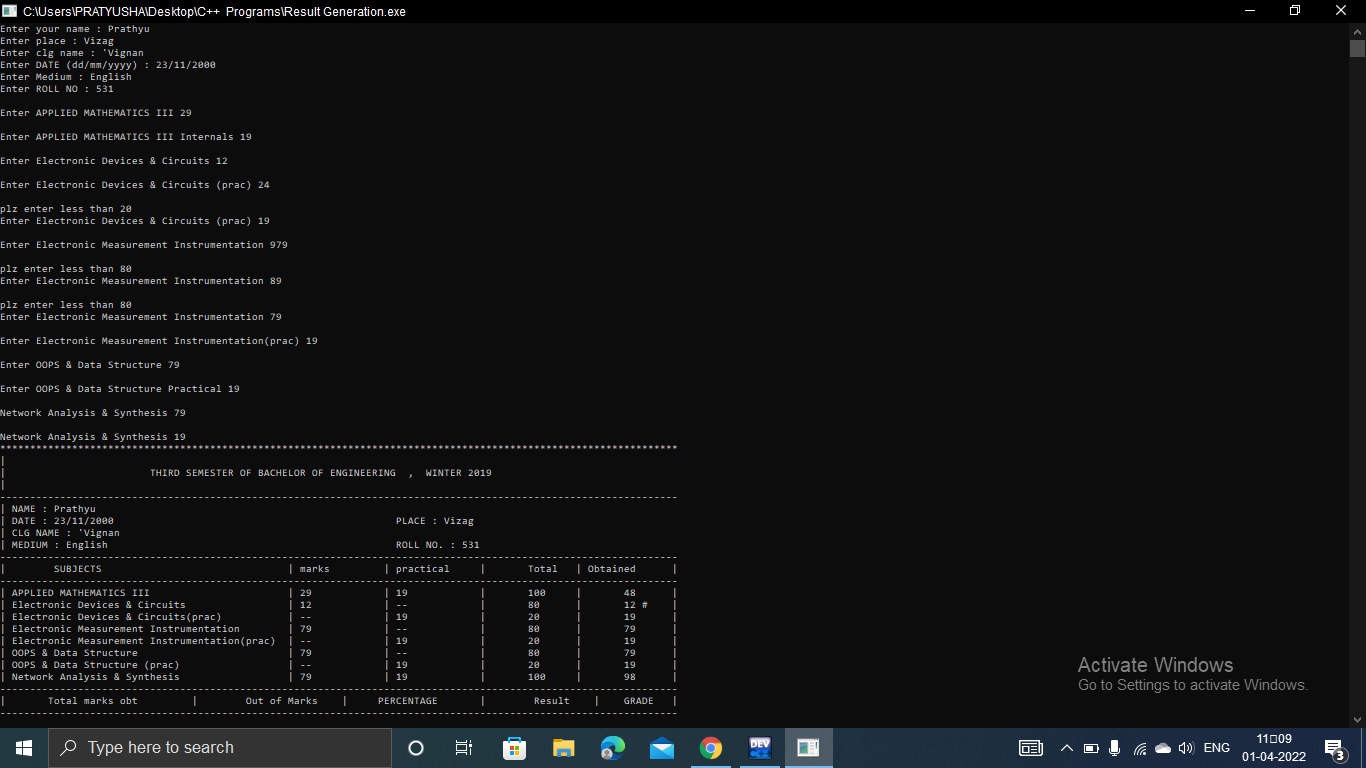 C:\Users\PRATYUSHA\Desktop\C++ Programs\Result Generation.exe
Enter your name : Prathyu
Enter place : Vizag
Enter clg name : 'Vignan
Enter DATE (dd/mm/yyyy) : 23/11/2000
Enter Medium : English
Enter ROLL NO : 531
Enter APPLIED MATHEMATICS III 29
Enter APPLIED MATHEMATICS III Internals 19
Enter Electronic Devices & Circuits 12
Enter Electronic Devices & Circuits (prac) 24
plz enter less than 20
Enter Electronic Devices & Circuits (prac) 19
Enter Electronic Measurement Instrumentation 979
plz enter less than 80
Enter Electronic Measurement Instrumentation 89
plz enter less than 80
Enter Electronic Measurement Instrumentation 79
Enter Electronic Measurement Instrumentation(prac) 19
Enter OOPS & Data Structure 79
Enter OOPS & Data Structure Practical 19
Network Analysis & Synthesis 79
Network Analysis & Synthesis 19
THIRD SEMESTER OF BACHELOR OF ENGINEERING , WINTER 2019
| NAME : Prathyu
| DATE : 23/11/2000 PLACE : Vizag
| CLG NAME : 'Vignan
| MEDIUM : English ROLL NO. : 531
| SUBJECTS | marks | practical | Total | Obtained |
| APPLIED MATHEMATICS III | 29 | 19 | 100 | 48 |
| Electronic Devices & Circuits | 12 | -- | 80 | 12 # |
| Electronic Devices & Circuits(prac) | -- | 19 | 20 | 19 |
| Electronic Measurement Instrumentation | 79 | -- | 80 | 79 |
| Electronic Measurement Instrumentation(prac) | -- | 19 | 20 | 19 |
| OOPS & Data Structure | 79 | -- | 80 | 79 |
| OOPS & Data Structure (prac) | -- | 19 | 20 | 19 |
| Network Analysis & Synthesis | 79 | 19 | 100 | 98 |
| Total marks obt | Out of Marks | PERCENTAGE | Result | GRADE |
Activate Windows
Go to Settings to activate Windows.
Type here to search
DEV
ENG
11:09
01-04-2022
3